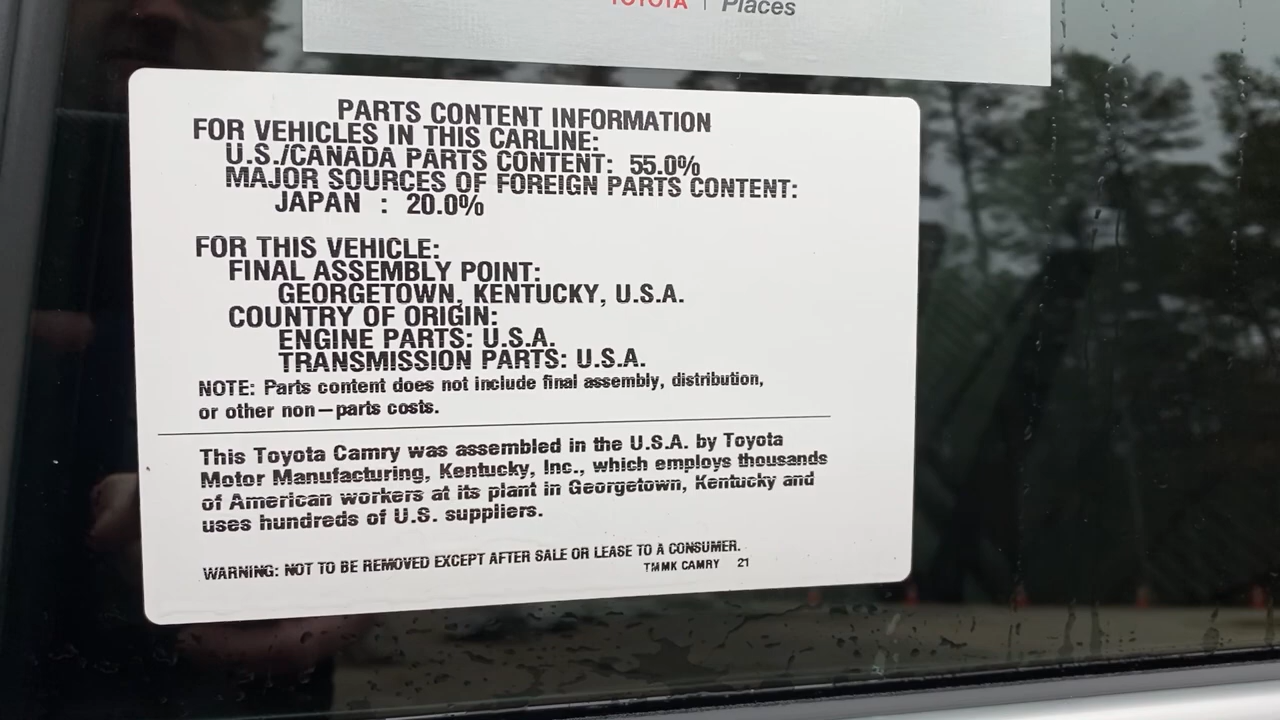 TOYOTA | Places
PARTS CONTENT INFORMATION
FOR VEHICLES IN THIS CARLINE:
U.S./CANADA PARTS CONTENT: 55.0%
MAJOR SOURCES OF FOREIGN PARTS CONTENT:
JAPAN : 20.0%
FOR THIS VEHICLE:
FINAL ASSEMBLY POINT:
GEORGETOWN, KENTUCKY, U.S.A.
COUNTRY OF ORIGIN:
ENGINE PARTS: U.S.A.
TRANSMISSION PARTS: U.S.A.
NOTE: Parts content does not include final assembly, distribution,
or other non-parts costs.
This Toyota Camry was assembled in the U.S.A. by Toyota
Motor Manufacturing, Kentucky, Inc., which employs thousands
of American workers at its plant in Georgetown, Kentucky and
uses hundreds of U.S. suppliers.
WARNING: NOT TO BE REMOVED EXCEPT AFTER SALE OR LEASE TO A CONSUMER.
TMMK CAMRY 21